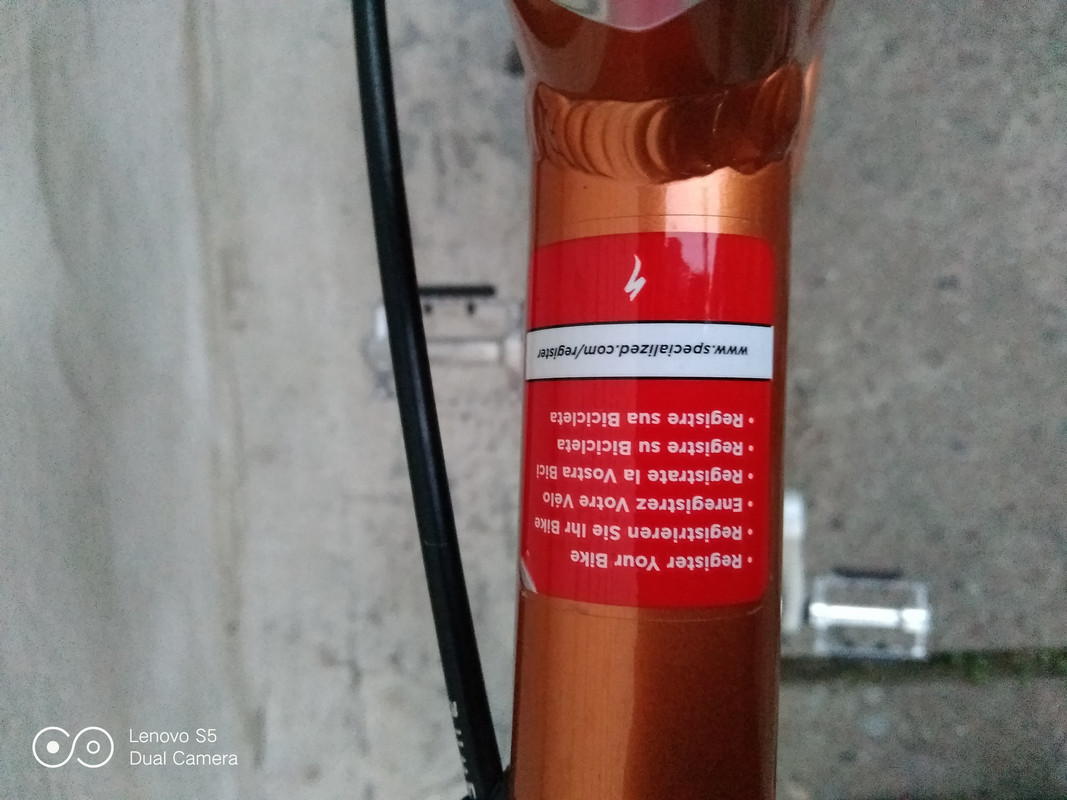 • Register Your Bike
• Registrieren Sie Ihr Bike
• Enregistrez Votre Vélo
• Registrate la Vostra Bici
• Registre su Bicicleta
• Registre sua Bicicleta
www.specialized.com/register
Lenovo S5
Dual Camera